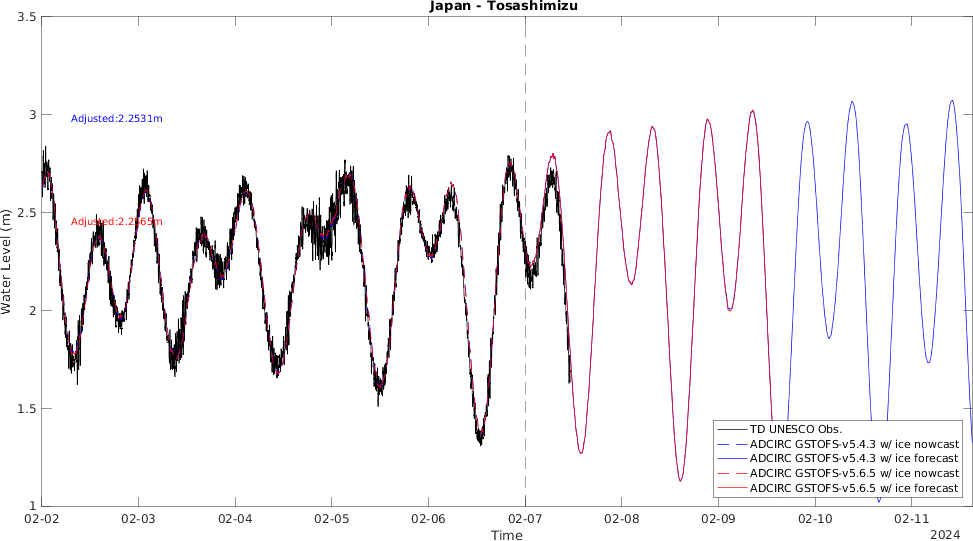 Japan - Tosashimizu
3.5
3
2.5
2
1.5
1
Water Level (m)
Adjusted:2.2531m
Adjusted:2.2565m
TD UNESCO Obs.
ADCIRC GSTOFS-v5.4.3 w/ ice nowcast
ADCIRC GSTOFS-v5.4.3 w/ ice forecast
ADCIRC GSTOFS-v5.6.5 w/ ice nowcast
ADCIRC GSTOFS-v5.6.5 w/ ice forecast
02-02 02-03 02-04 02-05 02-06 02-07 02-08 02-09 02-10 02-11
Time
2024